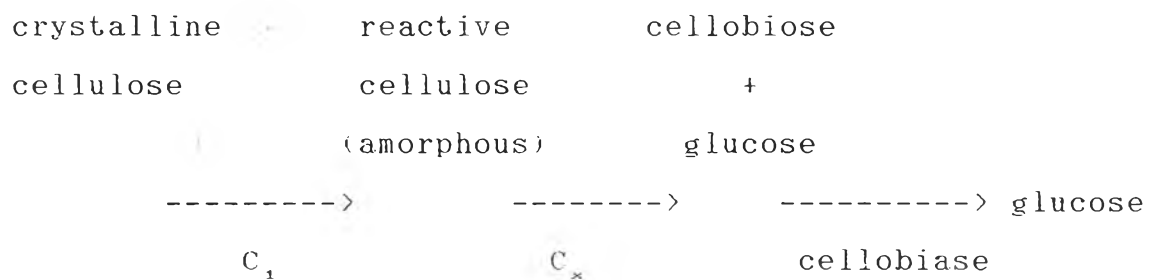 crystalline reactive cellobiose
cellulose cellulose +
(amorphous) glucose
---------> --------> ----------> glucose
C₁ Cₓ cellobiase